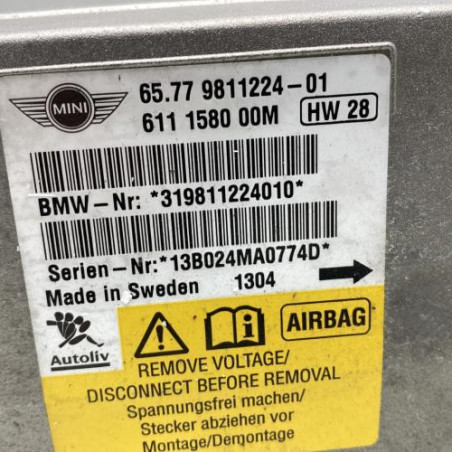 MINI
65.77 9811224-01
611 1580 00M HW 28
BMW-Nr: *319811224010*
Serien-Nr:*13B024MA0774D*
Made in Sweden 1304
Autoliv
AIRBAG
REMOVE VOLTAGE/
DISCONNECT BEFORE REMOVAL
Spannungsfrei machen/
Stecker abziehen vor
Montage/Demontage